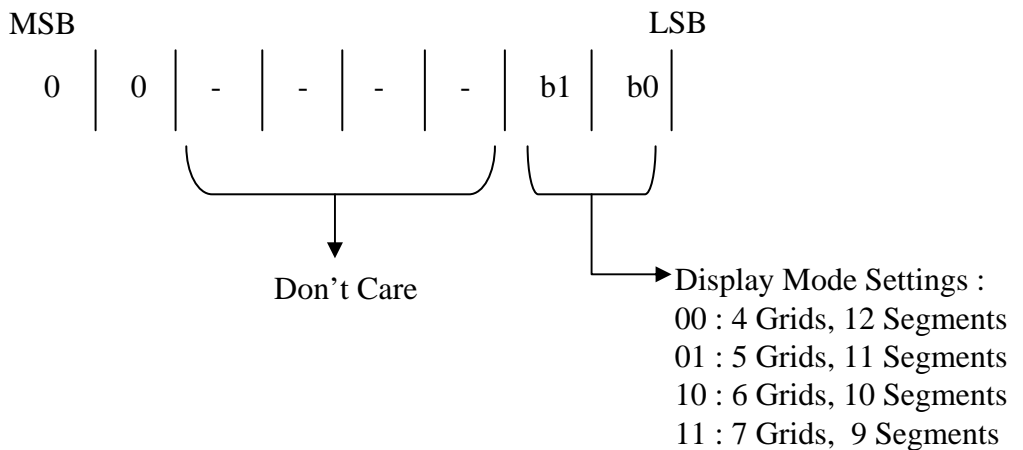 MSB LSB
0 0 - - - - b1 b0
Don’t Care
Display Mode Settings :
00 : 4 Grids, 12 Segments
01 : 5 Grids, 11 Segments
10 : 6 Grids, 10 Segments
11 : 7 Grids,  9 Segments